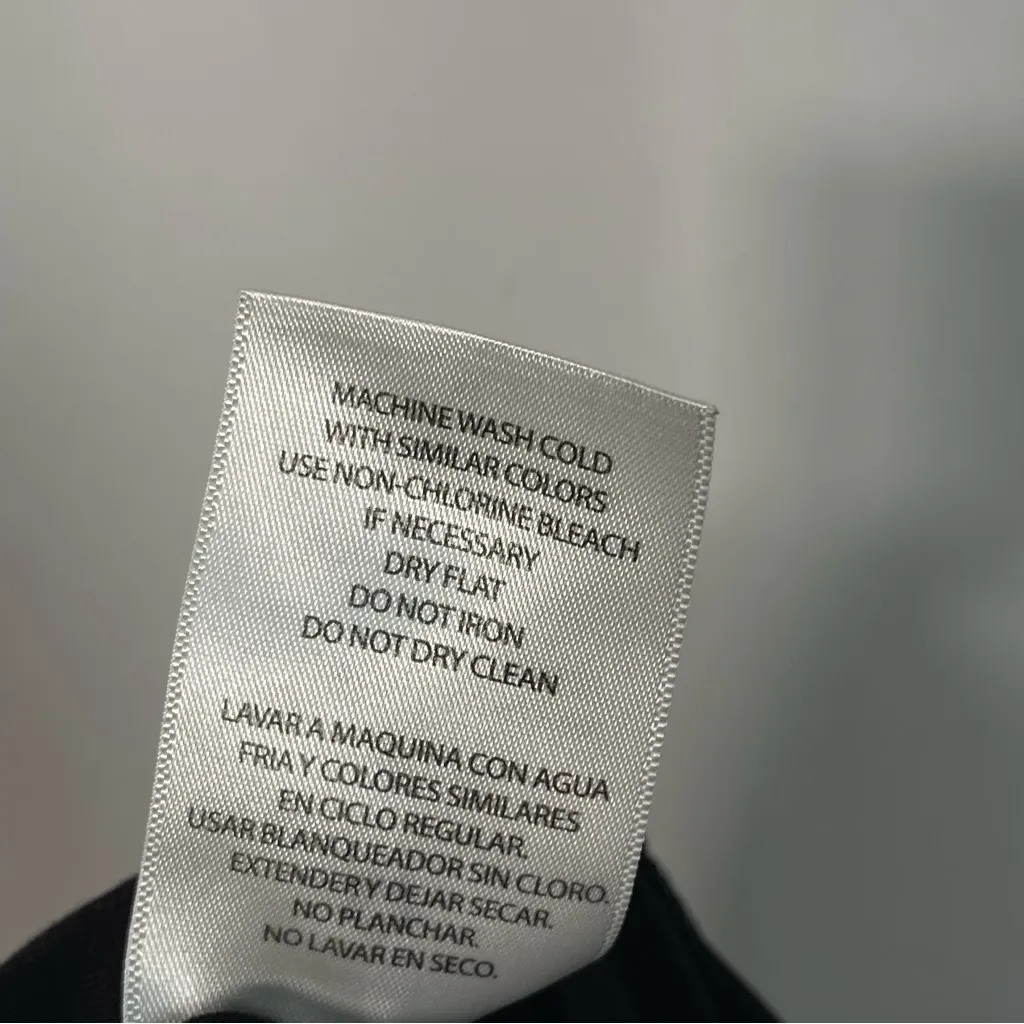 MACHINE WASH COLD
WITH SIMILAR COLORS
USE NON-CHLORINE BLEACH
IF NECESSARY
DRY FLAT
DO NOT IRON
DO NOT DRY CLEAN
LAVAR A MAQUINA CON AGUA
FRIA Y COLORES SIMILARES
EN CICLO REGULAR.
USAR BLANQUEADOR SIN CLORO.
EXTENDER Y DEJAR SECAR.
NO PLANCHAR.
NO LAVAR EN SECO.